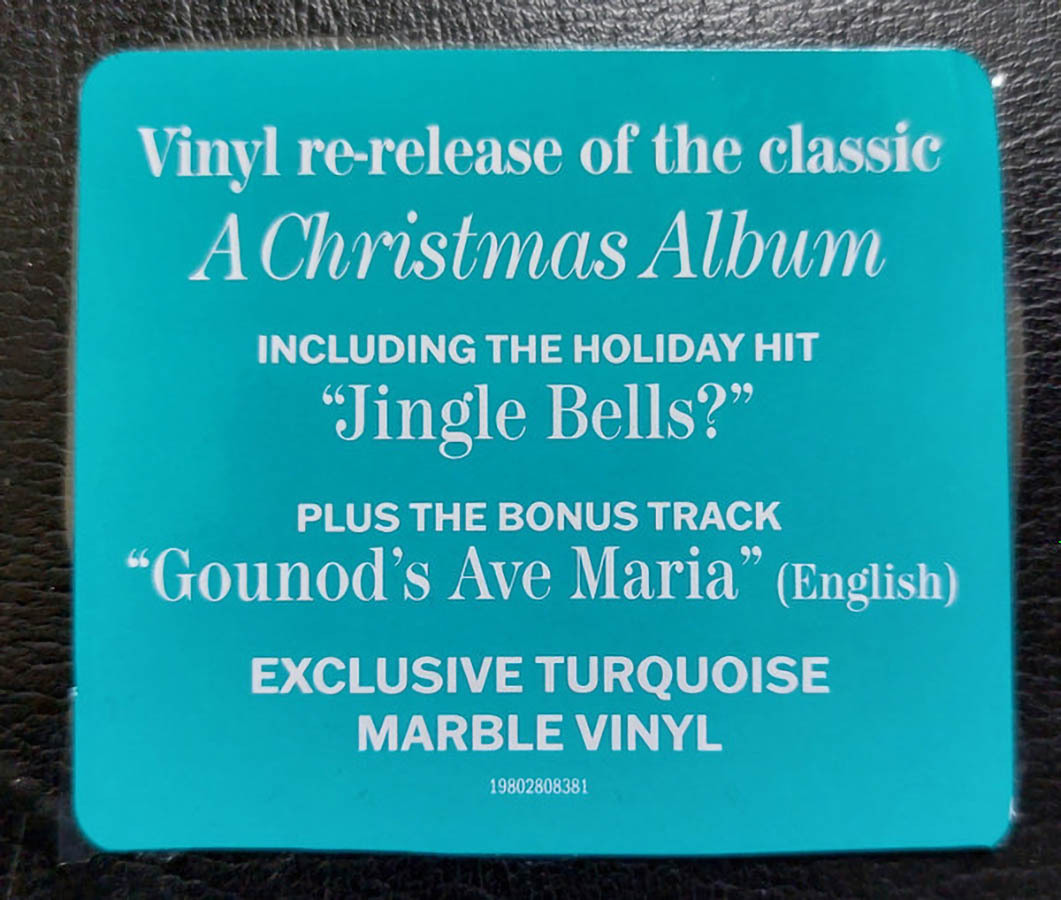 Vinyl re-release of the classic
A Christmas Album
INCLUDING THE HOLIDAY HIT
“Jingle Bells?”
PLUS THE BONUS TRACK
“Gounod’s Ave Maria” (English)
EXCLUSIVE TURQUOISE
MARBLE VINYL
19802808381